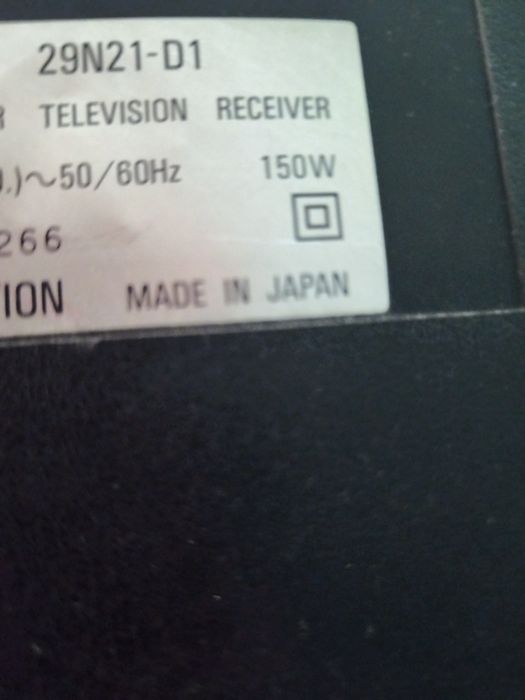 29N21-D1
R TELEVISION RECEIVER
.)~50/60Hz 150W
266
ION MADE IN JAPAN